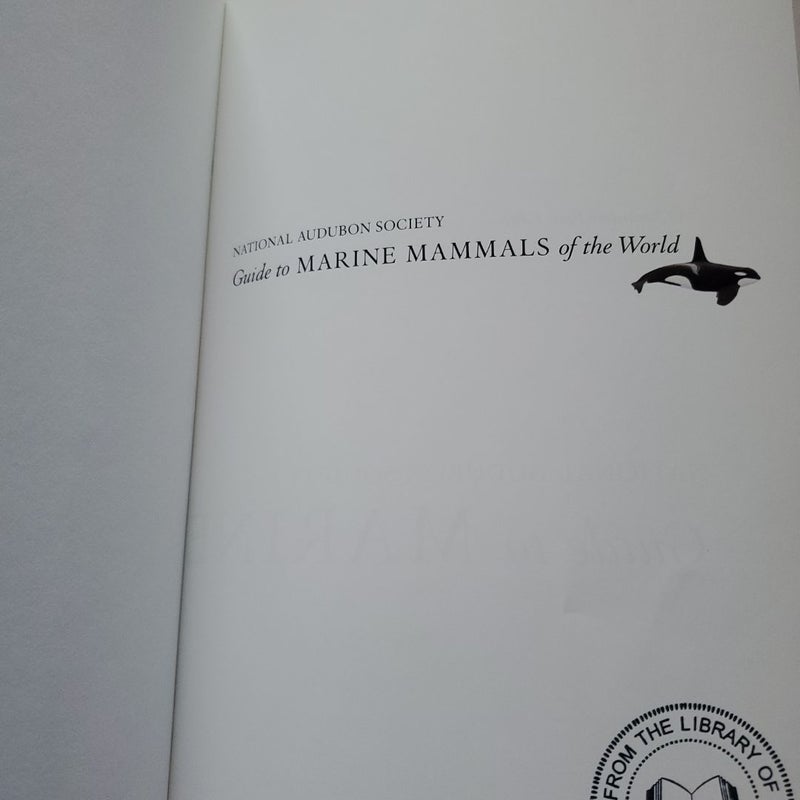 NATIONAL AUDUBON SOCIETY
Guide to MARINE MAMMALS of the World
FROM THE LIBRARY OF